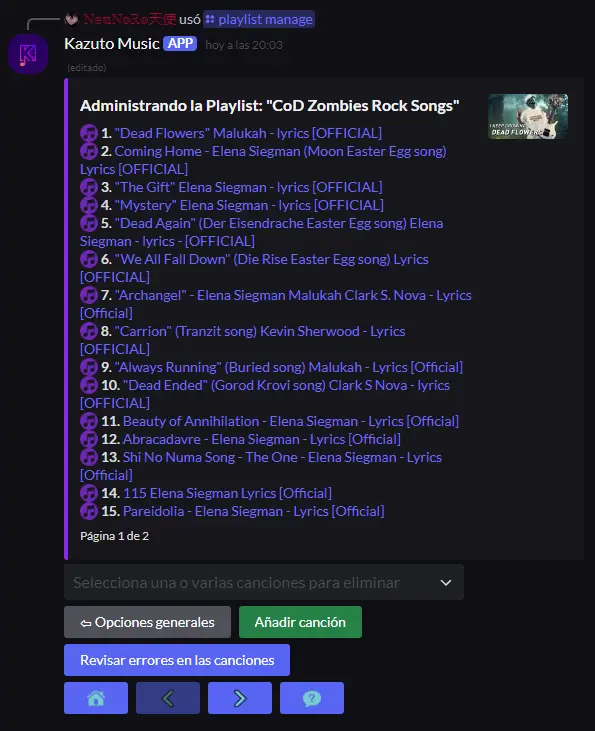 NeuNoRo天使 usó playlist manage
Kazuto Music APP hoy a las 20:03
(editado)
Administrando la Playlist: "CoD Zombies Rock Songs"
I KEEP GROWING
DEAD FLOWERS
1. "Dead Flowers" Malukah - lyrics [OFFICIAL]
2. Coming Home - Elena Siegman (Moon Easter Egg song)
Lyrics [OFFICIAL]
3. "The Gift" Elena Siegman - lyrics [OFFICIAL]
4. "Mystery" Elena Siegman - lyrics [OFFICIAL]
5. "Dead Again" (Der Eisendrache Easter Egg song) Elena
Siegman - lyrics - [OFFICIAL]
6. "We All Fall Down" (Die Rise Easter Egg song) Lyrics
[OFFICIAL]
7. "Archangel" - Elena Siegman Malukah Clark S. Nova - Lyrics
[Official]
8. "Carrion" (Tranzit song) Kevin Sherwood - Lyrics
[OFFICIAL]
9. "Always Running" (Buried song) Malukah - Lyrics [Official]
10. "Dead Ended" (Gorod Krovi song) Clark S Nova - lyrics
[OFFICIAL]
11. Beauty of Annihilation - Elena Siegman - Lyrics [Official]
12. Abracadavre - Elena Siegman - Lyrics [Official]
13. Shi No Numa Song - The One - Elena Siegman - Lyrics
[Official]
14. 115 Elena Siegman Lyrics [Official]
15. Pareidolia - Elena Siegman - Lyrics [Official]
Página 1 de 2
Selecciona una o varias canciones para eliminar
⇦ Opciones generales
Añadir canción
Revisar errores en las canciones